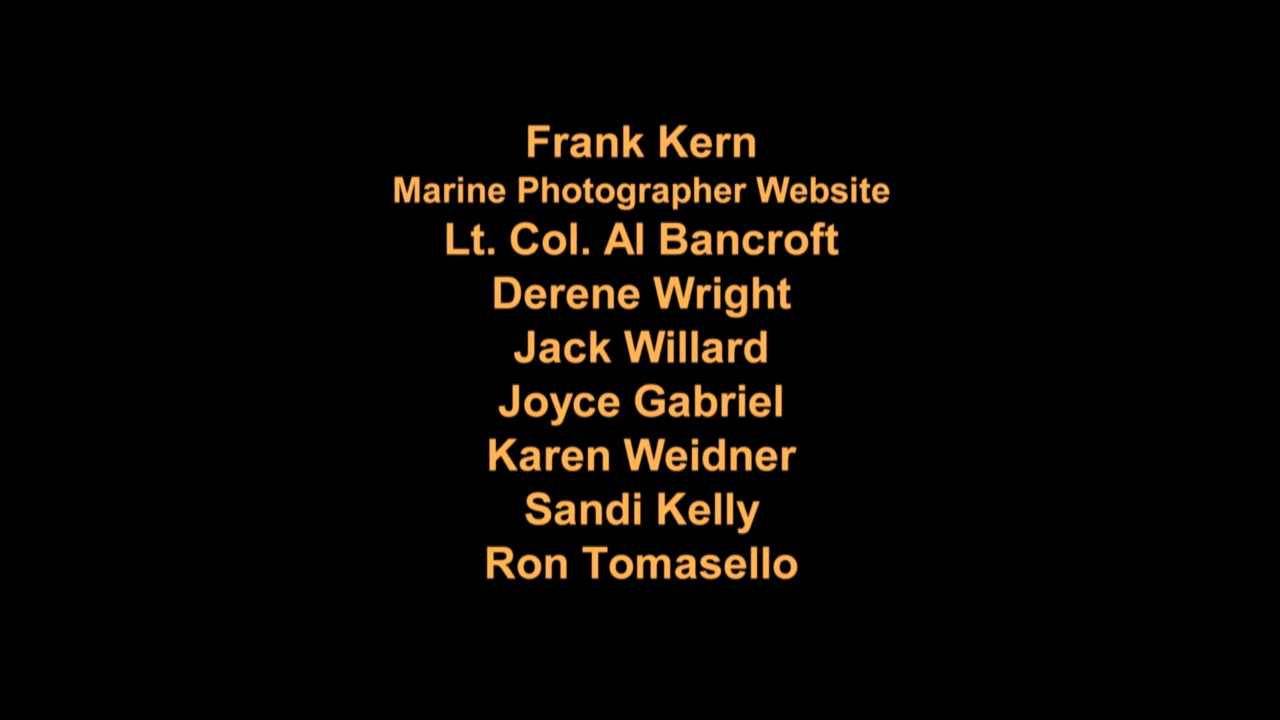 Frank Kern
Marine Photographer Website
Lt. Col. Al Bancroft
Derene Wright
Jack Willard
Joyce Gabriel
Karen Weidner
Sandi Kelly
Ron Tomasello